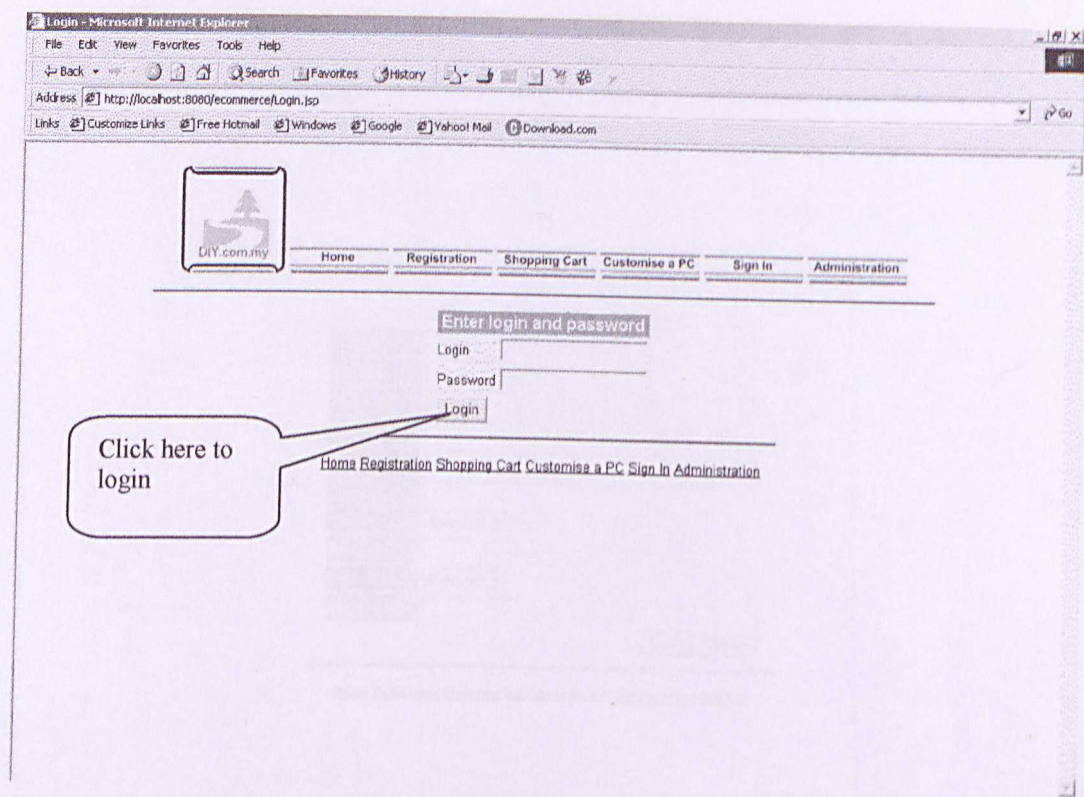 Login - Microsoft Internet Explorer
File Edit View Favorites Tools Help
Back Search Favorites History
Address http://localhost:8080/ecommerce/Login.jsp Go
Links Customize Links Free Hotmail Windows Google Yahoo! Mail Download.com
DIY.com.my
Home Registration Shopping Cart Customise a PC Sign In Administration
Enter login and password
Login
Password
Login
Click here to
login
Home Registration Shopping Cart Customise a PC Sign In Administration